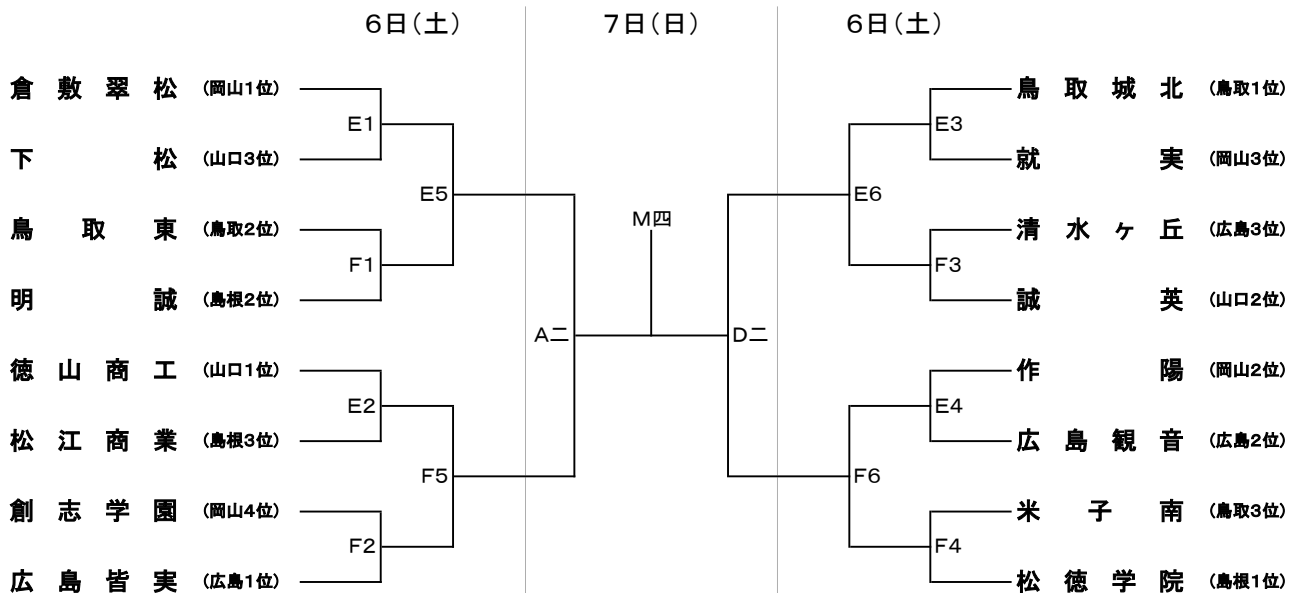 6日(土) 7日(日) 6日(土)
倉敷翠松 (岡山1位) 鳥取城北 (鳥取1位)
E1 E3
下松 (山口3位) 就実 (岡山3位)
E5 E6
鳥取東 (鳥取2位) M四 清水ヶ丘 (広島3位)
F1 F3
明誠 (島根2位) 誠英 (山口2位)
A二 D二
徳山商工 (山口1位) 作陽 (岡山2位)
E2 E4
松江商業 (島根3位) 広島観音 (広島2位)
F5 F6
創志学園 (岡山4位) 米子南 (鳥取3位)
F2 F4
広島皆実 (広島1位) 松徳学院 (島根1位)